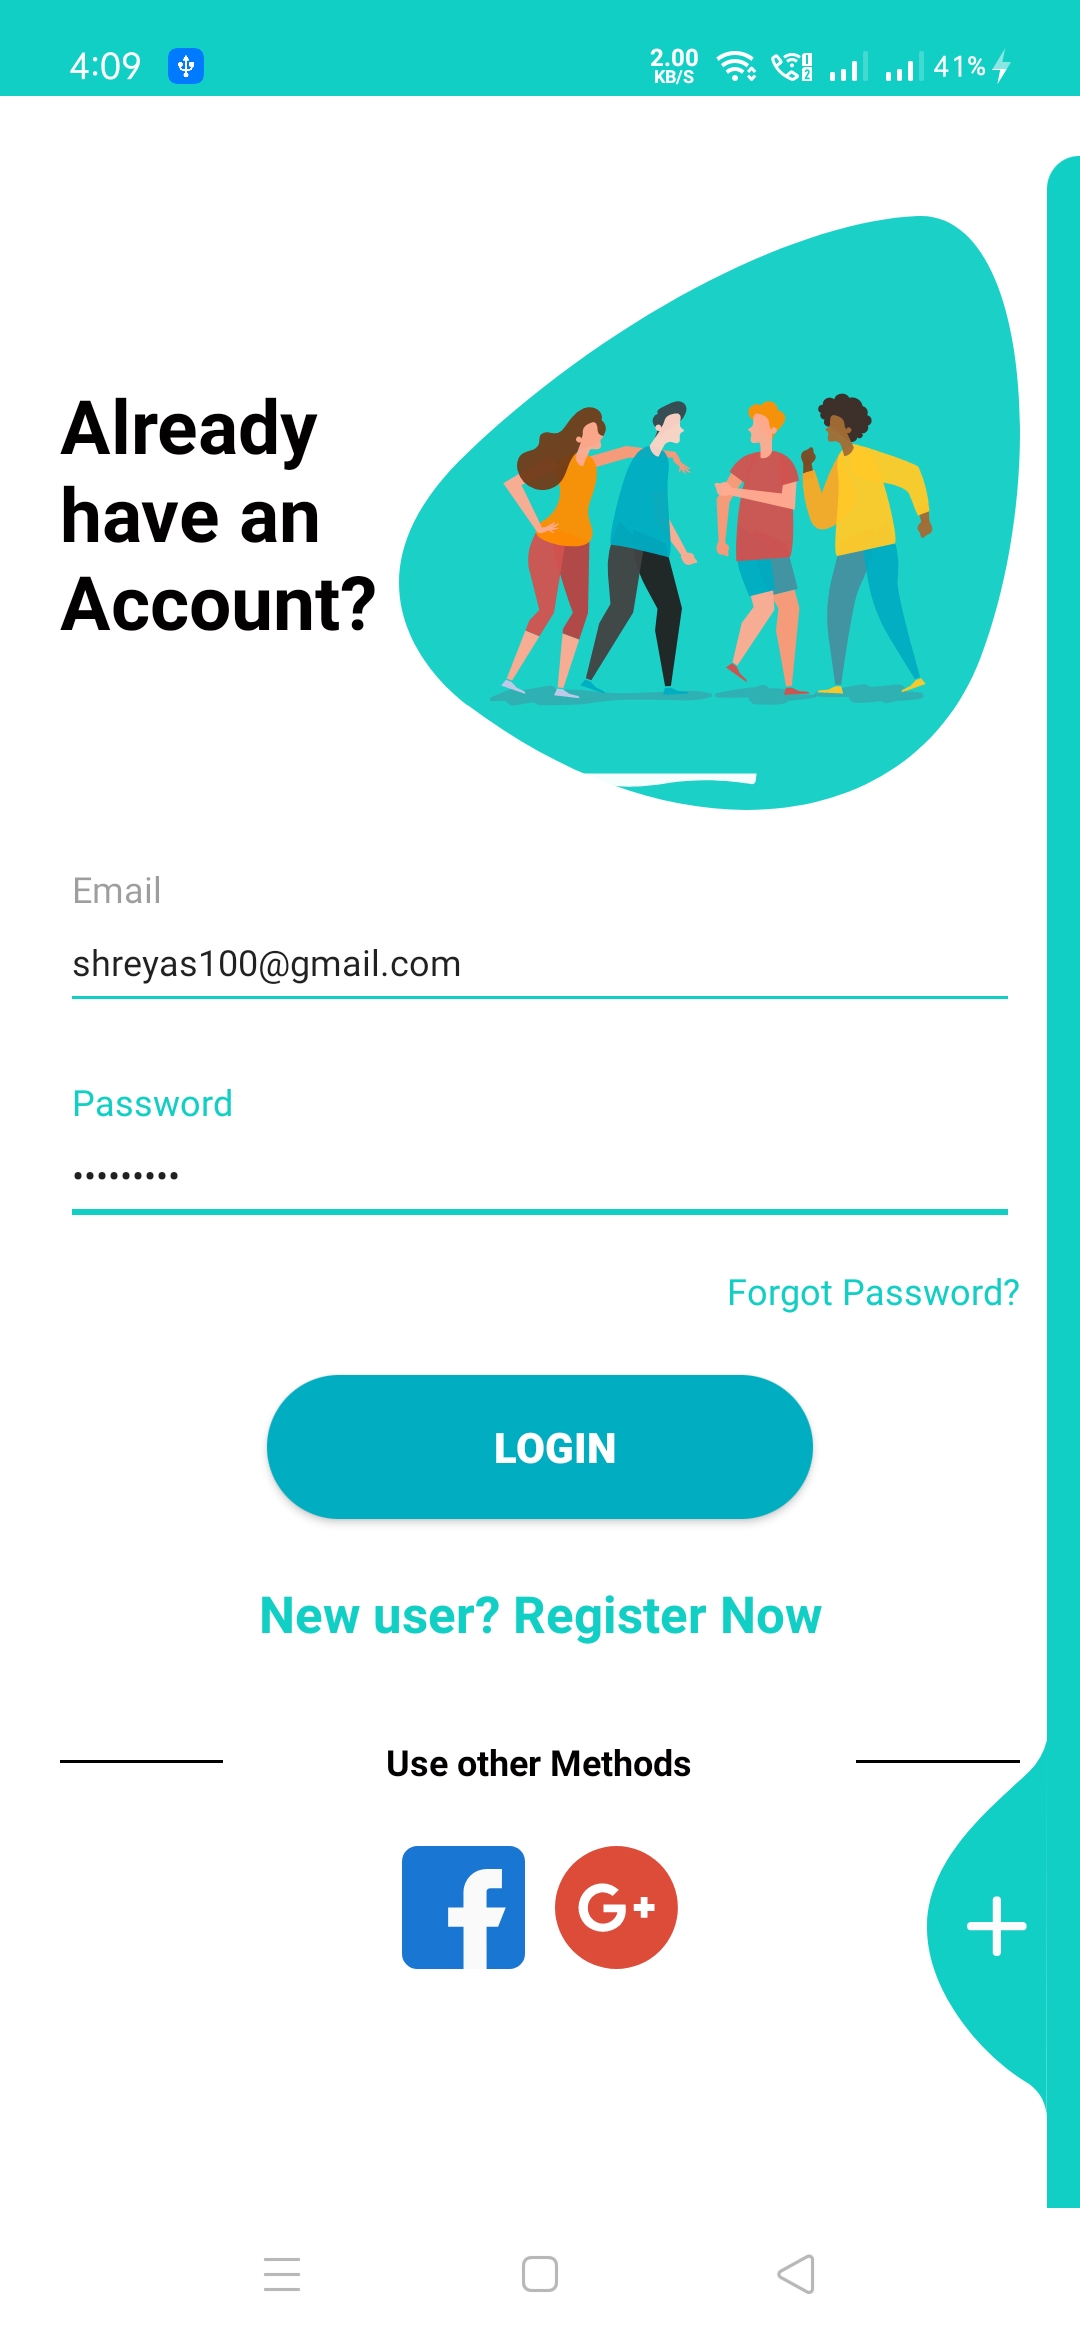 4:09
2.00
KB/S
41%
Already
have an
Account?
Email
shreyas100@gmail.com
Password
•••••••••
Forgot Password?
LOGIN
New user? Register Now
Use other Methods
f
G+